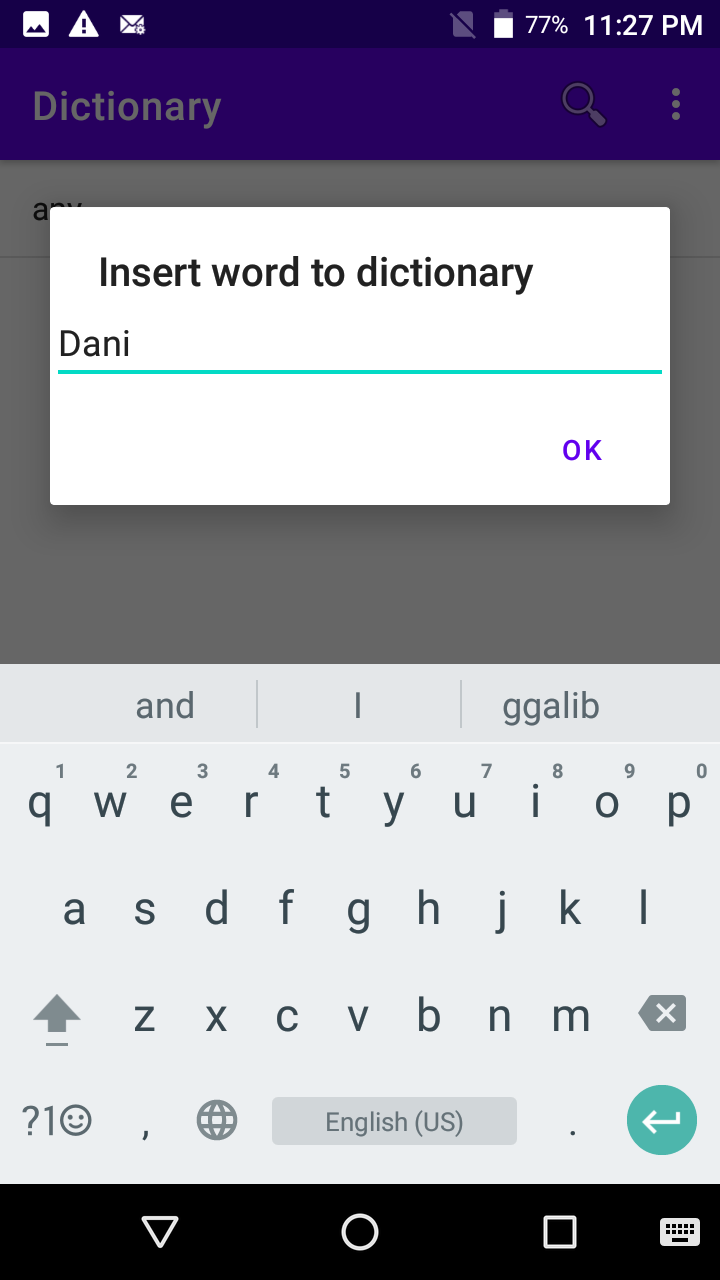 77% 11:27 PM
Dictionary
any
Insert word to dictionary
Dani
OK
and I ggalib
1 2 3 4 5 6 7 8 9 0
q w e r t y u i o p
a s d f g h j k l
z x c v b n m
?1☺ , English (US) .